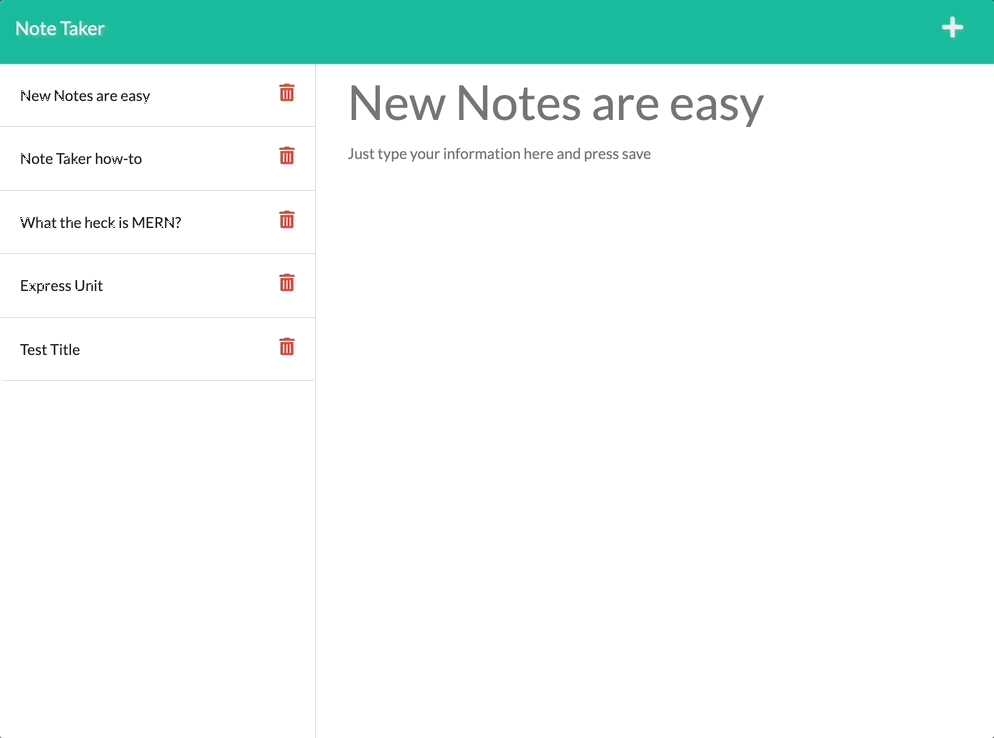 Note Taker
New Notes are easy
Note Taker how-to
What the heck is MERN?
Express Unit
Test Title
New Notes are easy
Just type your information here and press save